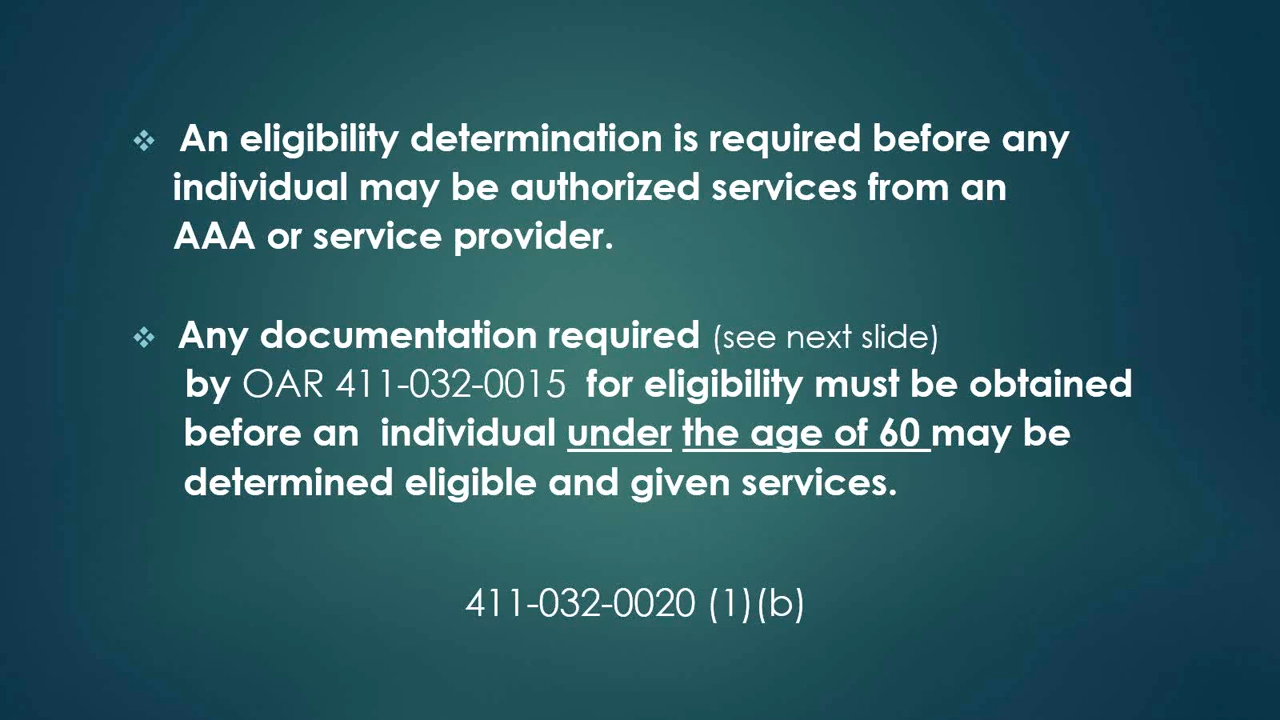 ❖ An eligibility determination is required before any
individual may be authorized services from an
AAA or service provider.
❖ Any documentation required (see next slide)
by OAR 411-032-0015 for eligibility must be obtained
before an individual under the age of 60 may be
determined eligible and given services.
411-032-0020 (1)(b)